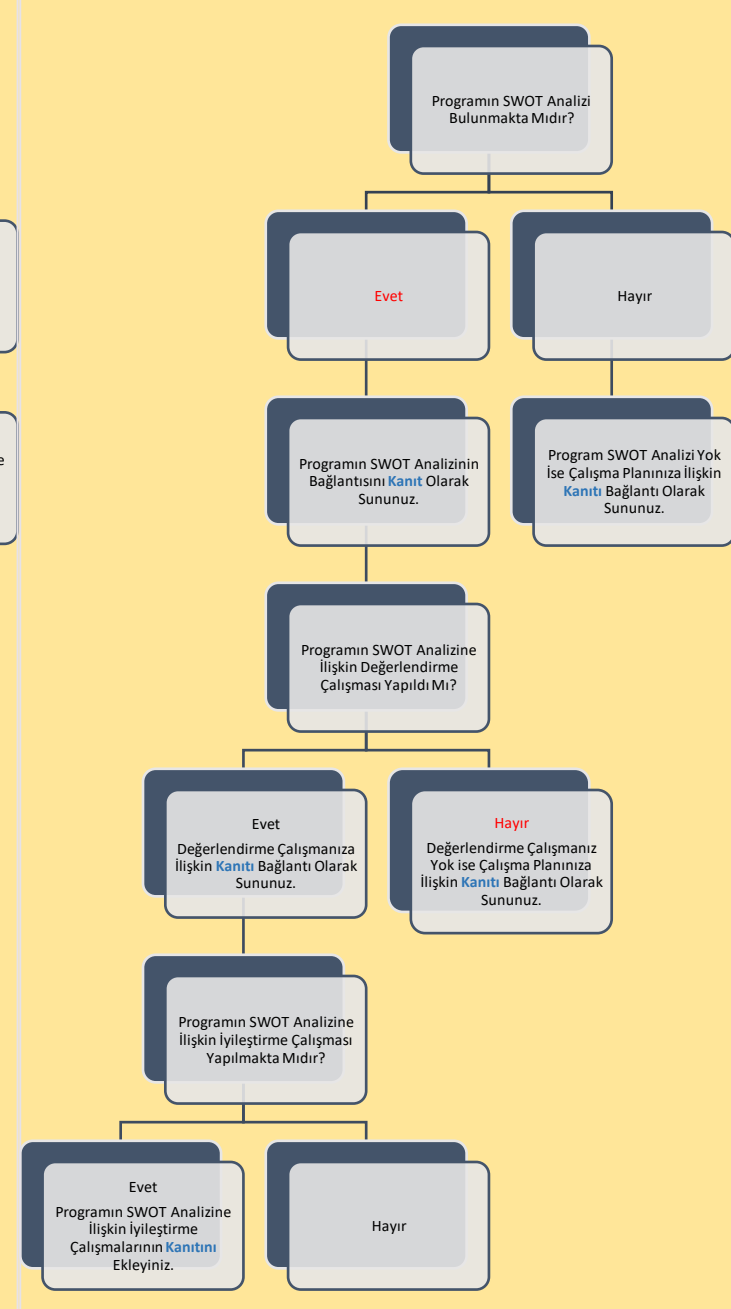 Programın SWOT Analizi
Bulunmakta Mıdır?
Evet
Hayır
Programın SWOT Analizinin
Bağlantısını Kanıt Olarak
Sununuz.
Program SWOT Analizi Yok
İse Çalışma Planınıza İlişkin
Kanıtı Bağlantı Olarak
Sununuz.
e
Programın SWOT Analizine
İlişkin Değerlendirme
Çalışması Yapıldı Mı?
Evet
Değerlendirme Çalışmanıza
İlişkin Kanıtı Bağlantı Olarak
Sununuz.
Hayır
Değerlendirme Çalışmanız
Yok ise Çalışma Planınıza
İlişkin Kanıtı Bağlantı Olarak
Sununuz.
Programın SWOT Analizine
İlişkin İyileştirme Çalışması
Yapılmakta Mıdır?
Evet
Programın SWOT Analizine
İlişkin İyileştirme
Çalışmalarının Kanıtını
Ekleyiniz.
Hayır